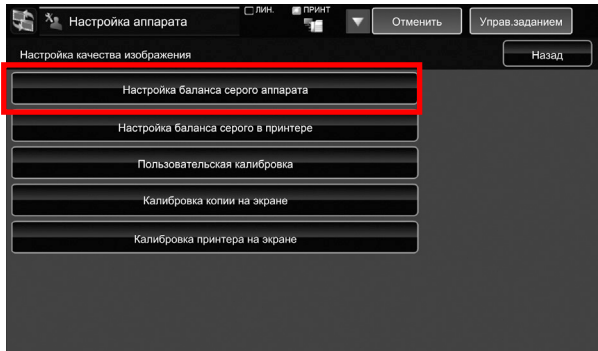 Настройка аппарата
ЛИН.
ПРИНТ
Отменить
Управ.заданием
Настройка качества изображения
Назад
Настройка баланса серого аппарата
Настройка баланса серого в принтере
Пользовательская калибровка
Калибровка копии на экране
Калибровка принтера на экране